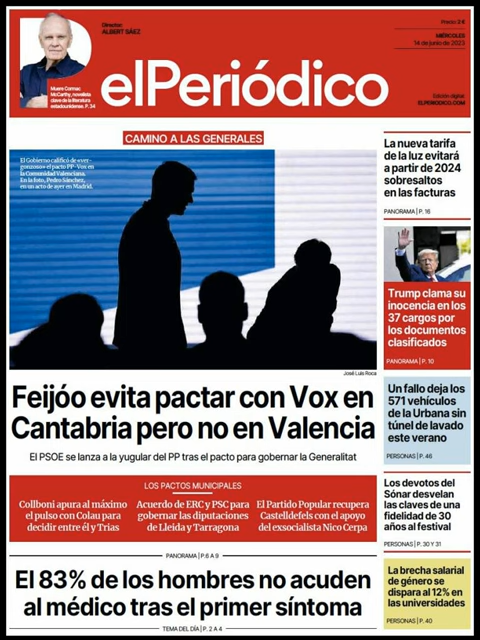 Director:
ALBERT SÁEZ
Precio: 2 €
MIÉRCOLES
14 de junio de 2023
Muere Cormac
McCarthy, novelista
clave de la literatura
estadounidense. P. 34
elPeriódico
Edición digital:
ELPERIODICO.COM
CAMINO A LAS GENERALES
El Gobierno calificó de «ver-
gonzoso» el pacto PP-Vox en
la Comunidad Valenciana.
En la foto, Pedro Sánchez,
en un acto de ayer en Madrid.
José Luis Roca
Feijóo evita pactar con Vox en
Cantabria pero no en Valencia
El PSOE se lanza a la yugular del PP tras el pacto para gobernar la Generalitat
LOS PACTOS MUNICIPALES
Collboni apura al máximo
el pulso con Colau para
decidir entre él y Trias
Acuerdo de ERC y PSC para
gobernar las diputaciones
de Lleida y Tarragona
El Partido Popular recupera
Castelldefels con el apoyo
del exsocialista Nico Cerpa
PANORAMA | P. 6 A 9
El 83% de los hombres no acuden
al médico tras el primer síntoma
TEMA DEL DÍA | P. 2 A 4
La nueva tarifa
de la luz evitará
a partir de 2024
sobresaltos
en las facturas
PANORAMA | P. 16
Trump clama su
inocencia en los
37 cargos por
los documentos
clasificados
PANORAMA | P. 10
Un fallo deja los
571 vehículos
de la Urbana sin
túnel de lavado
este verano
PERSONAS | P. 46
Los devotos del
Sónar desvelan
las claves de una
fidelidad de 30
años al festival
PERSONAS | P. 30 Y 31
La brecha salarial
de género se
dispara al 12% en
las universidades
PERSONAS | P. 40